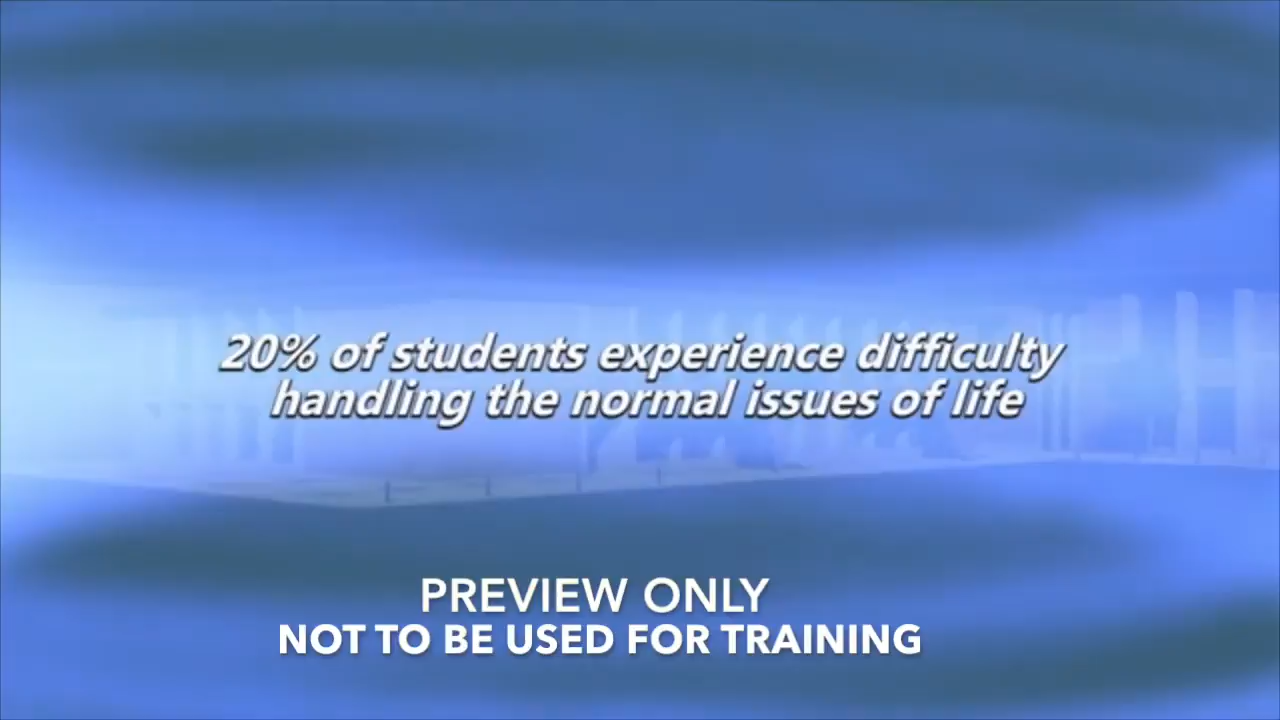 20% of students experience difficulty
handling the normal issues of life
PREVIEW ONLY
NOT TO BE USED FOR TRAINING